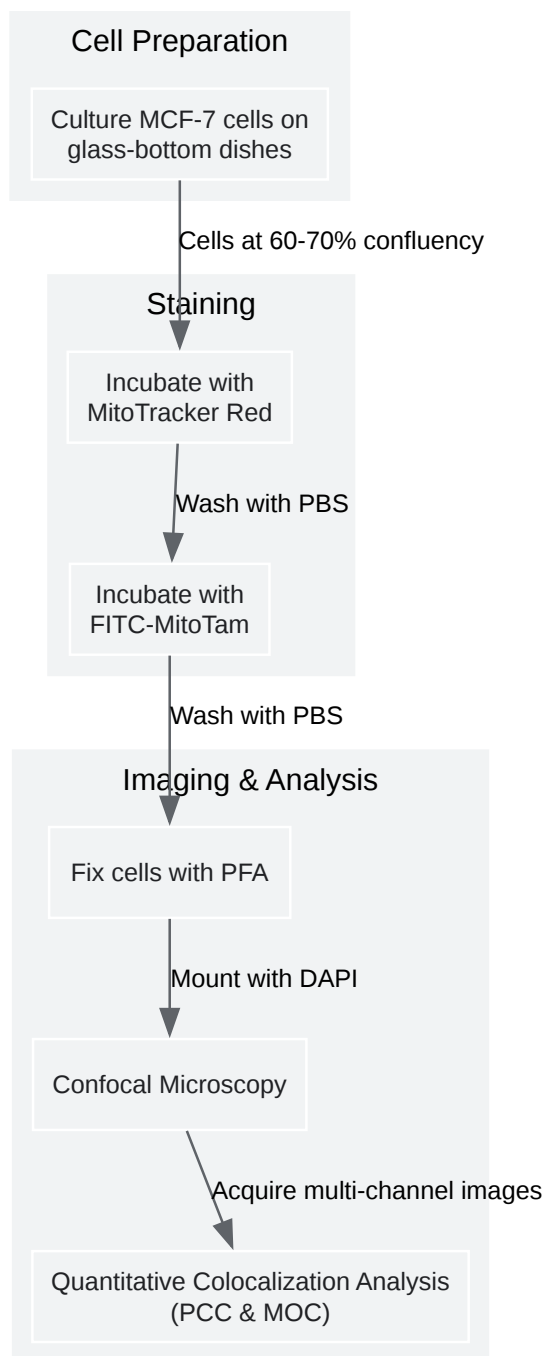 Cell Preparation
Culture MCF-7 cells on
glass-bottom dishes
Cells at 60-70% confluency
Staining
Incubate with
MitoTracker Red
Wash with PBS
Incubate with
FITC-MitoTam
Wash with PBS
Imaging & Analysis
Fix cells with PFA
Mount with DAPI
Confocal Microscopy
Acquire multi-channel images
Quantitative Colocalization Analysis
(PCC & MOC)